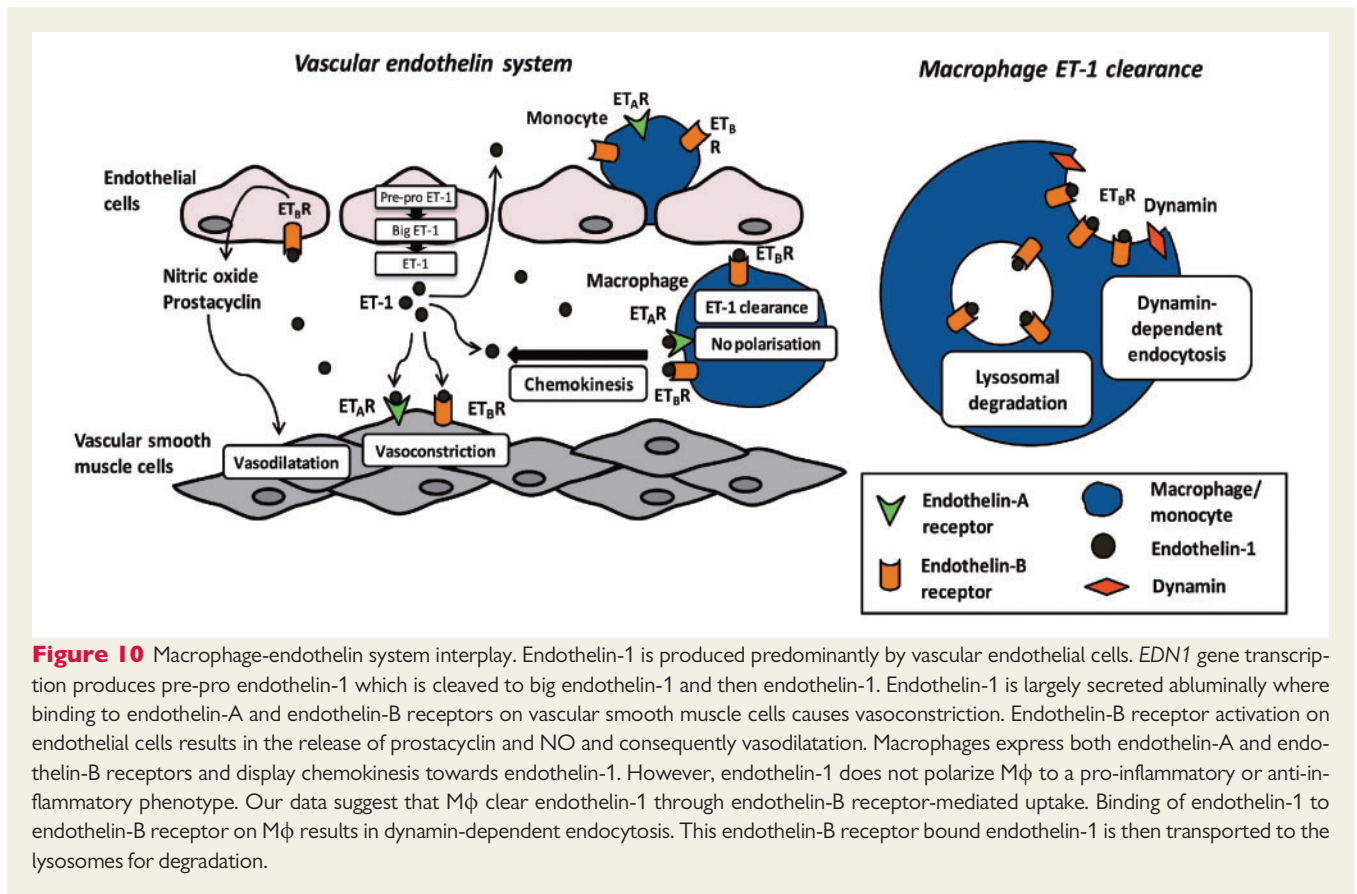 Vascular endothelin system
Macrophage ET-1 clearance
Monocyte
ETAR
ETB
R
Endothelial
cells
ETBR
Pre-pro ET-1
Big ET-1
ET-1
Nitric oxide
Prostacyclin
ET-1
Macrophage
ETBR
ETAR
ET-1 clearance
No polarisation
Chemokinesis
ETBR
ETAR
ETBR
Vascular smooth
muscle cells
Vasodilatation
Vasoconstriction
ETBR
Dynamin
Dynamin-
dependent
endocytosis
Lysosomal
degradation
Endothelin-A
receptor
Endothelin-B
receptor
Macrophage/
monocyte
Endothelin-1
Dynamin
Figure 10 Macrophage-endothelin system interplay. Endothelin-1 is produced predominantly by vascular endothelial cells. EDN1 gene transcrip-
tion produces pre-pro endothelin-1 which is cleaved to big endothelin-1 and then endothelin-1. Endothelin-1 is largely secreted abluminally where
binding to endothelin-A and endothelin-B receptors on vascular smooth muscle cells causes vasoconstriction. Endothelin-B receptor activation on
endothelial cells results in the release of prostacyclin and NO and consequently vasodilatation. Macrophages express both endothelin-A and endo-
thelin-B receptors and display chemokinesis towards endothelin-1. However, endothelin-1 does not polarize Mϕ to a pro-inflammatory or anti-in-
flammatory phenotype. Our data suggest that Mϕ clear endothelin-1 through endothelin-B receptor-mediated uptake. Binding of endothelin-1 to
endothelin-B receptor on Mϕ results in dynamin-dependent endocytosis. This endothelin-B receptor bound endothelin-1 is then transported to the
lysosomes for degradation.